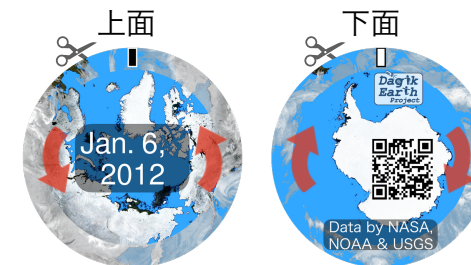 上面
下面
Jan. 6,
2012
Dagik
Earth
Project
Data by NASA,
NOAA & USGS